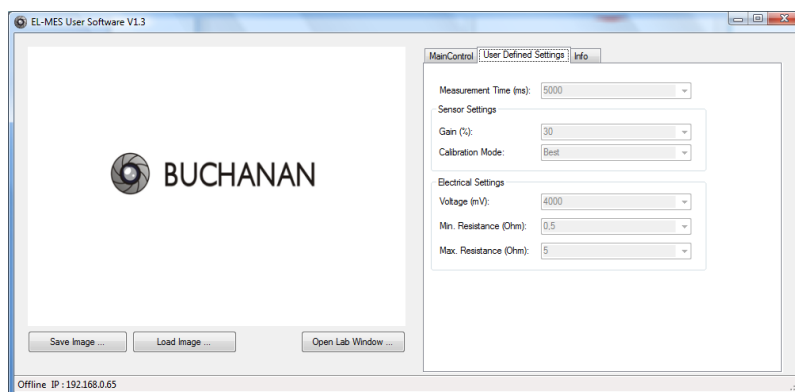 EL-MES User Software V1.3
MainControl User Defined Settings Info
Measurement Time (ms): 5000
Sensor Settings
Gain (%): 30
Calibration Mode: Best
BUCHANAN
Electrical Settings
Voltage (mV): 4000
Min. Resistance (Ohm): 0,5
Max. Resistance (Ohm): 5
Save Image ... Load Image ... Open Lab Window ...
Offline IP : 192.168.0.65